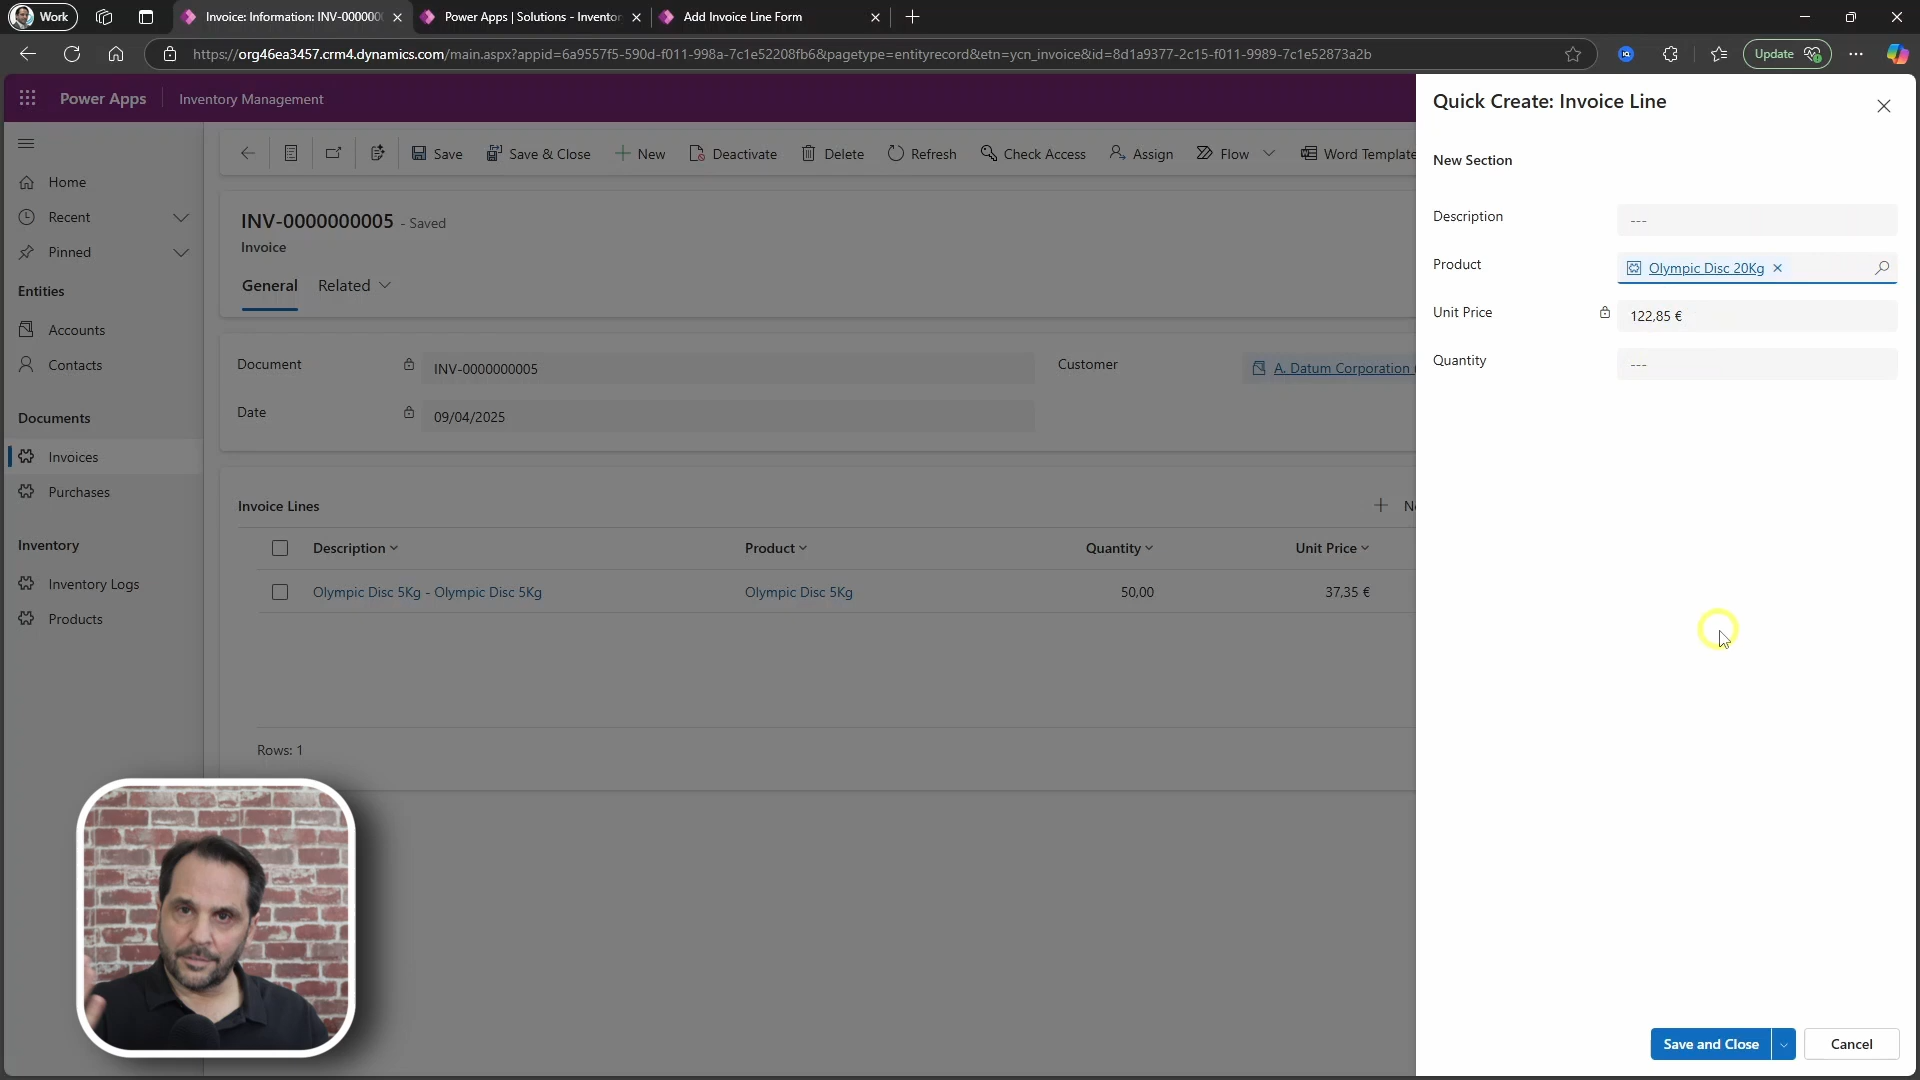 Work
Invoice: Information: INV-000000
Power Apps | Solutions - Inventor
Add Invoice Line Form
https://org46ea3457.crm4.dynamics.com/main.aspx?appid=6a9557f5-590d-f011-998a-7c1e52208fb6&pagetype=entityrecord&etn=ycn_invoice&id=8d1a9377-2c15-f011-9989-7c1e52873a2b
Update
Power Apps
Inventory Management
Home
Recent
Pinned
Entities
Accounts
Contacts
Documents
Invoices
Purchases
Inventory
Inventory Logs
Products
Save
Save & Close
New
Deactivate
Delete
Refresh
Check Access
Assign
Flow
Word Template
INV-0000000005 - Saved
Invoice
General
Related
Document
INV-0000000005
Customer
A. Datum Corporation
Date
09/04/2025
Invoice Lines
Description
Product
Quantity
Unit Price
Olympic Disc 5Kg - Olympic Disc 5Kg
Olympic Disc 5Kg
50,00
37,35 €
Rows: 1
Quick Create: Invoice Line
New Section
Description
---
Product
Olympic Disc 20Kg
Unit Price
122,85 €
Quantity
---
Save and Close
Cancel